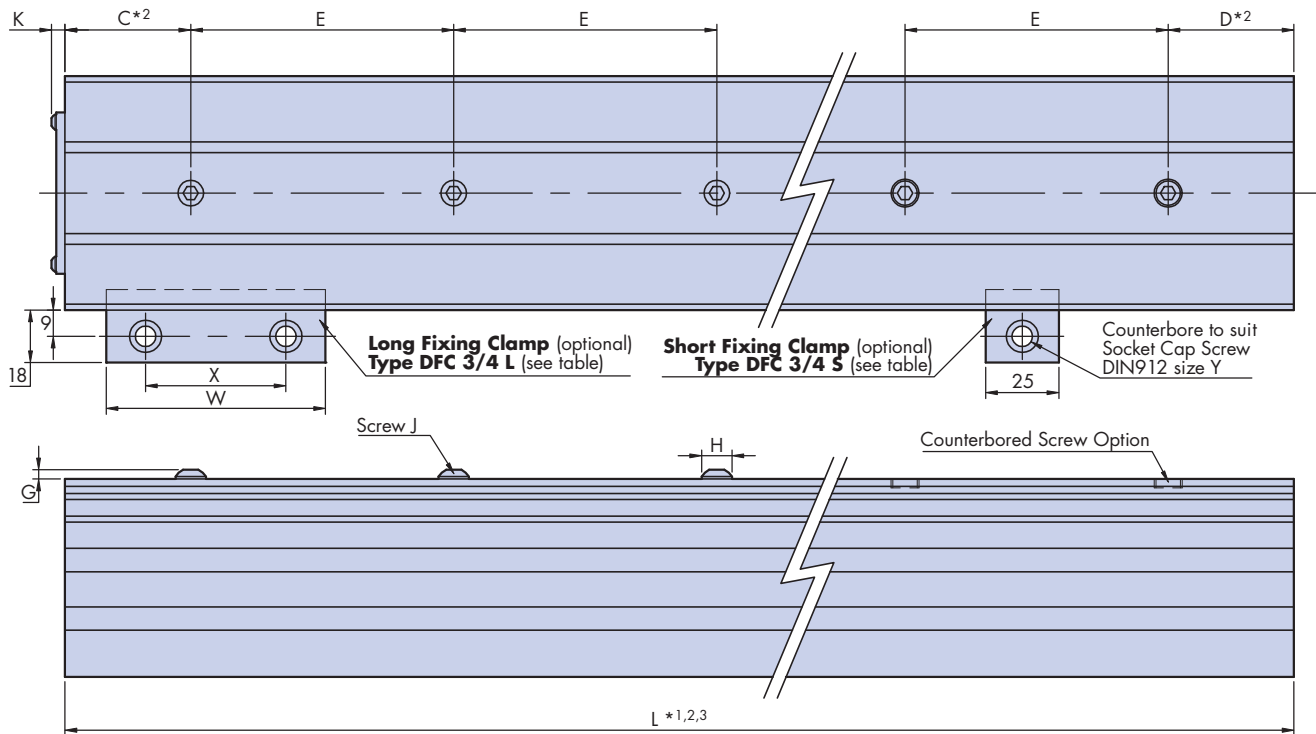 K C*2 E E E D*2
9
18
X
W
Long Fixing Clamp (optional)
Type DFC 3/4 L (see table)
Short Fixing Clamp (optional)
Type DFC 3/4 S (see table)
25
Counterbore to suit
Socket Cap Screw
DIN912 size Y
Screw J
H
Counterbored Screw Option
G
L *1,2,3